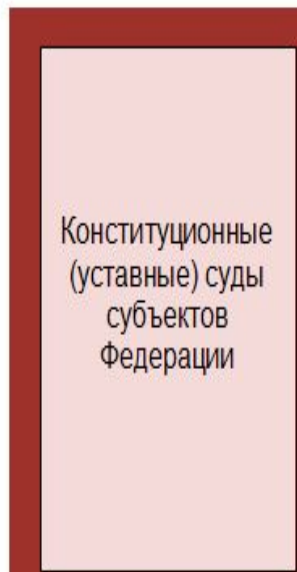 Конституционные
(уставные) суды
субъектов
Федерации